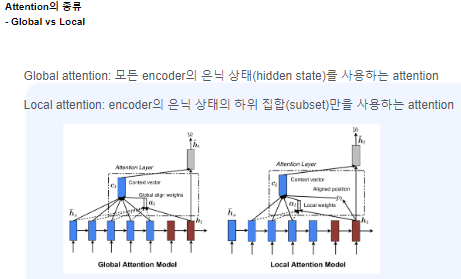 Attention의 종류
- Global vs Local
Global attention: 모든 encoder의 은닉 상태(hidden state)를 사용하는 attention
Local attention: encoder의 은닉 상태의 하위 집합(subset)만을 사용하는 attention
Attention Layer
Context vector
Global align weights
Global Attention Model
Attention Layer
Context vector
Aligned position
Local weights
Local Attention Model